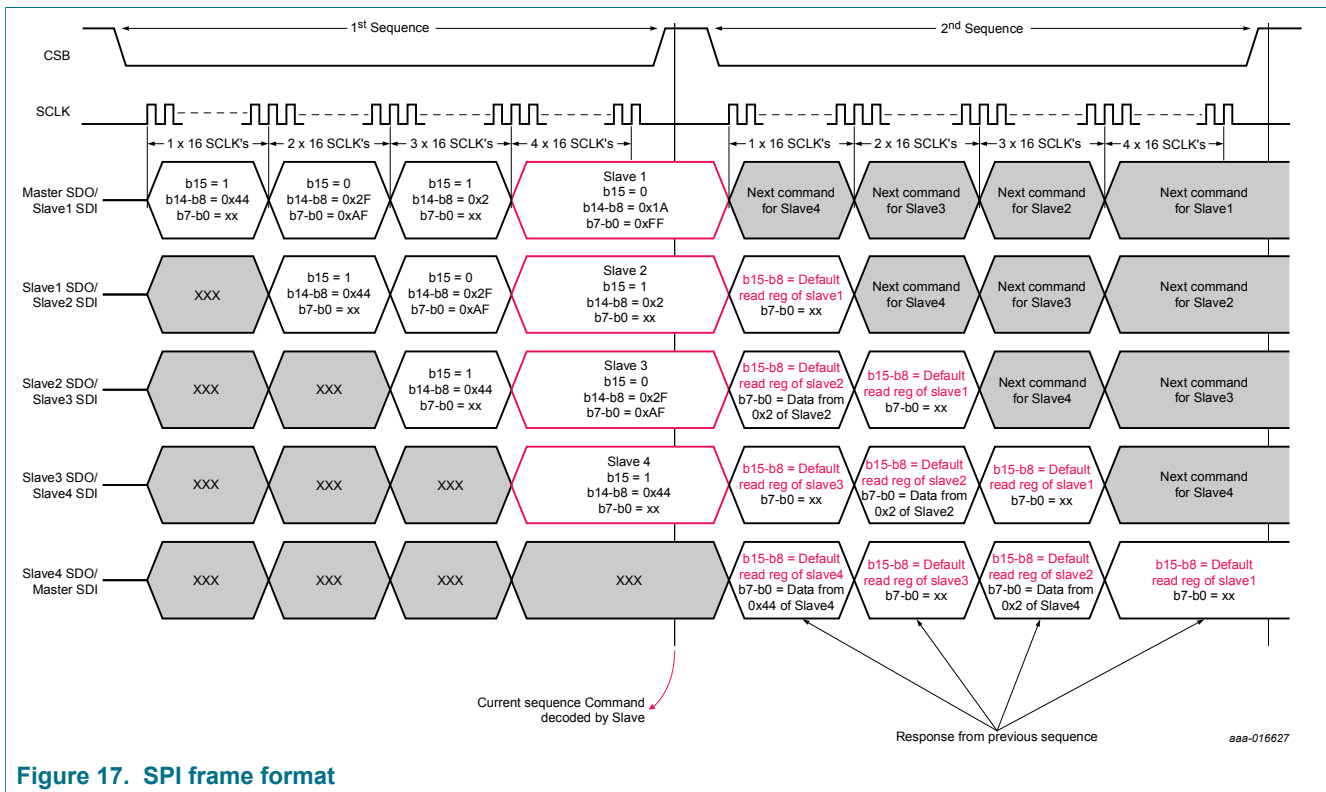 1st Sequence
2nd Sequence
CSB
SCLK
1 x 16 SCLK's
2 x 16 SCLK's
3 x 16 SCLK's
4 x 16 SCLK's
1 x 16 SCLK's
2 x 16 SCLK's
3 x 16 SCLK's
4 x 16 SCLK's
Master SDO/
Slave1 SDI
b15 = 1
b14-b8 = 0x44
b7-b0 = xx
b15 = 0
b14-b8 = 0x2F
b7-b0 = 0xAF
b15 = 1
b14-b8 = 0x2
b7-b0 = xx
Slave 1
b15 = 0
b14-b8 = 0x1A
b7-b0 = 0xFF
Next command
for Slave4
Next command
for Slave3
Next command
for Slave2
Next command
for Slave1
Slave1 SDO/
Slave2 SDI
XXX
b15 = 1
b14-b8 = 0x44
b7-b0 = xx
b15 = 0
b14-b8 = 0x2F
b7-b0 = 0xAF
Slave 2
b15 = 1
b14-b8 = 0x2
b7-b0 = xx
b15-b8 = Default
read reg of slave1
b7-b0 = xx
Next command
for Slave4
Next command
for Slave3
Next command
for Slave2
Slave2 SDO/
Slave3 SDI
XXX
XXX
b15 = 1
b14-b8 = 0x44
b7-b0 = xx
Slave 3
b15 = 0
b14-b8 = 0x2F
b7-b0 = 0xAF
b15-b8 = Default
read reg of slave2
b7-b0 = Data from
0x2 of Slave2
b15-b8 = Default
read reg of slave1
b7-b0 = xx
Next command
for Slave4
Next command
for Slave3
Slave3 SDO/
Slave4 SDI
XXX
XXX
XXX
Slave 4
b15 = 1
b14-b8 = 0x44
b7-b0 = xx
b15-b8 = Default
read reg of slave3
b7-b0 = xx
b15-b8 = Default
read reg of slave2
b7-b0 = Data from
0x2 of Slave2
b15-b8 = Default
read reg of slave1
b7-b0 = xx
Next command
for Slave4
Slave4 SDO/
Master SDI
XXX
XXX
XXX
XXX
b15-b8 = Default
read reg of slave4
b7-b0 = Data from
0x44 of Slave4
b15-b8 = Default
read reg of slave3
b7-b0 = xx
b15-b8 = Default
read reg of slave2
b7-b0 = Data from
0x2 of Slave4
b15-b8 = Default
read reg of slave1
b7-b0 = xx
Current sequence Command
decoded by Slave
Response from previous sequence
aaa-016627
Figure 17. SPI frame format